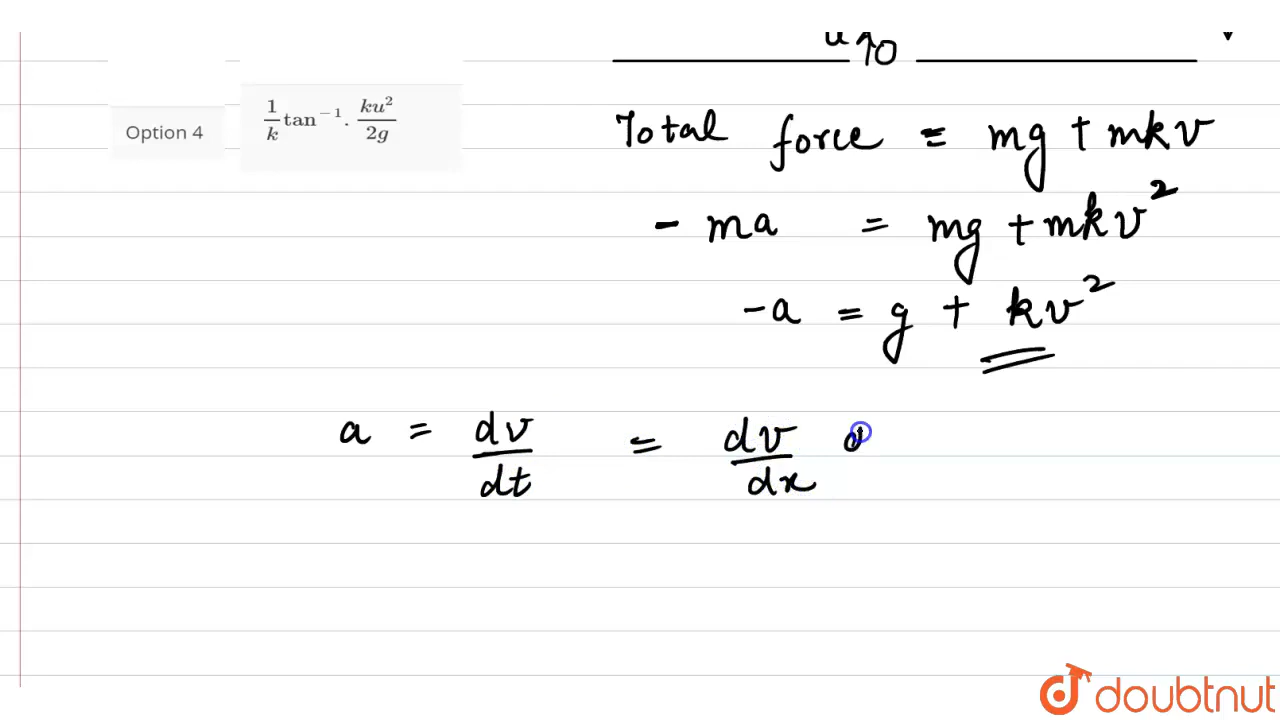 u ↑O
Option 4
1/k tan⁻¹. ku²/2g
Total force = mg + mkv
- ma = mg + mkv²
-a = g + kv²
a = dv/dt = dv/dx
doubtnut